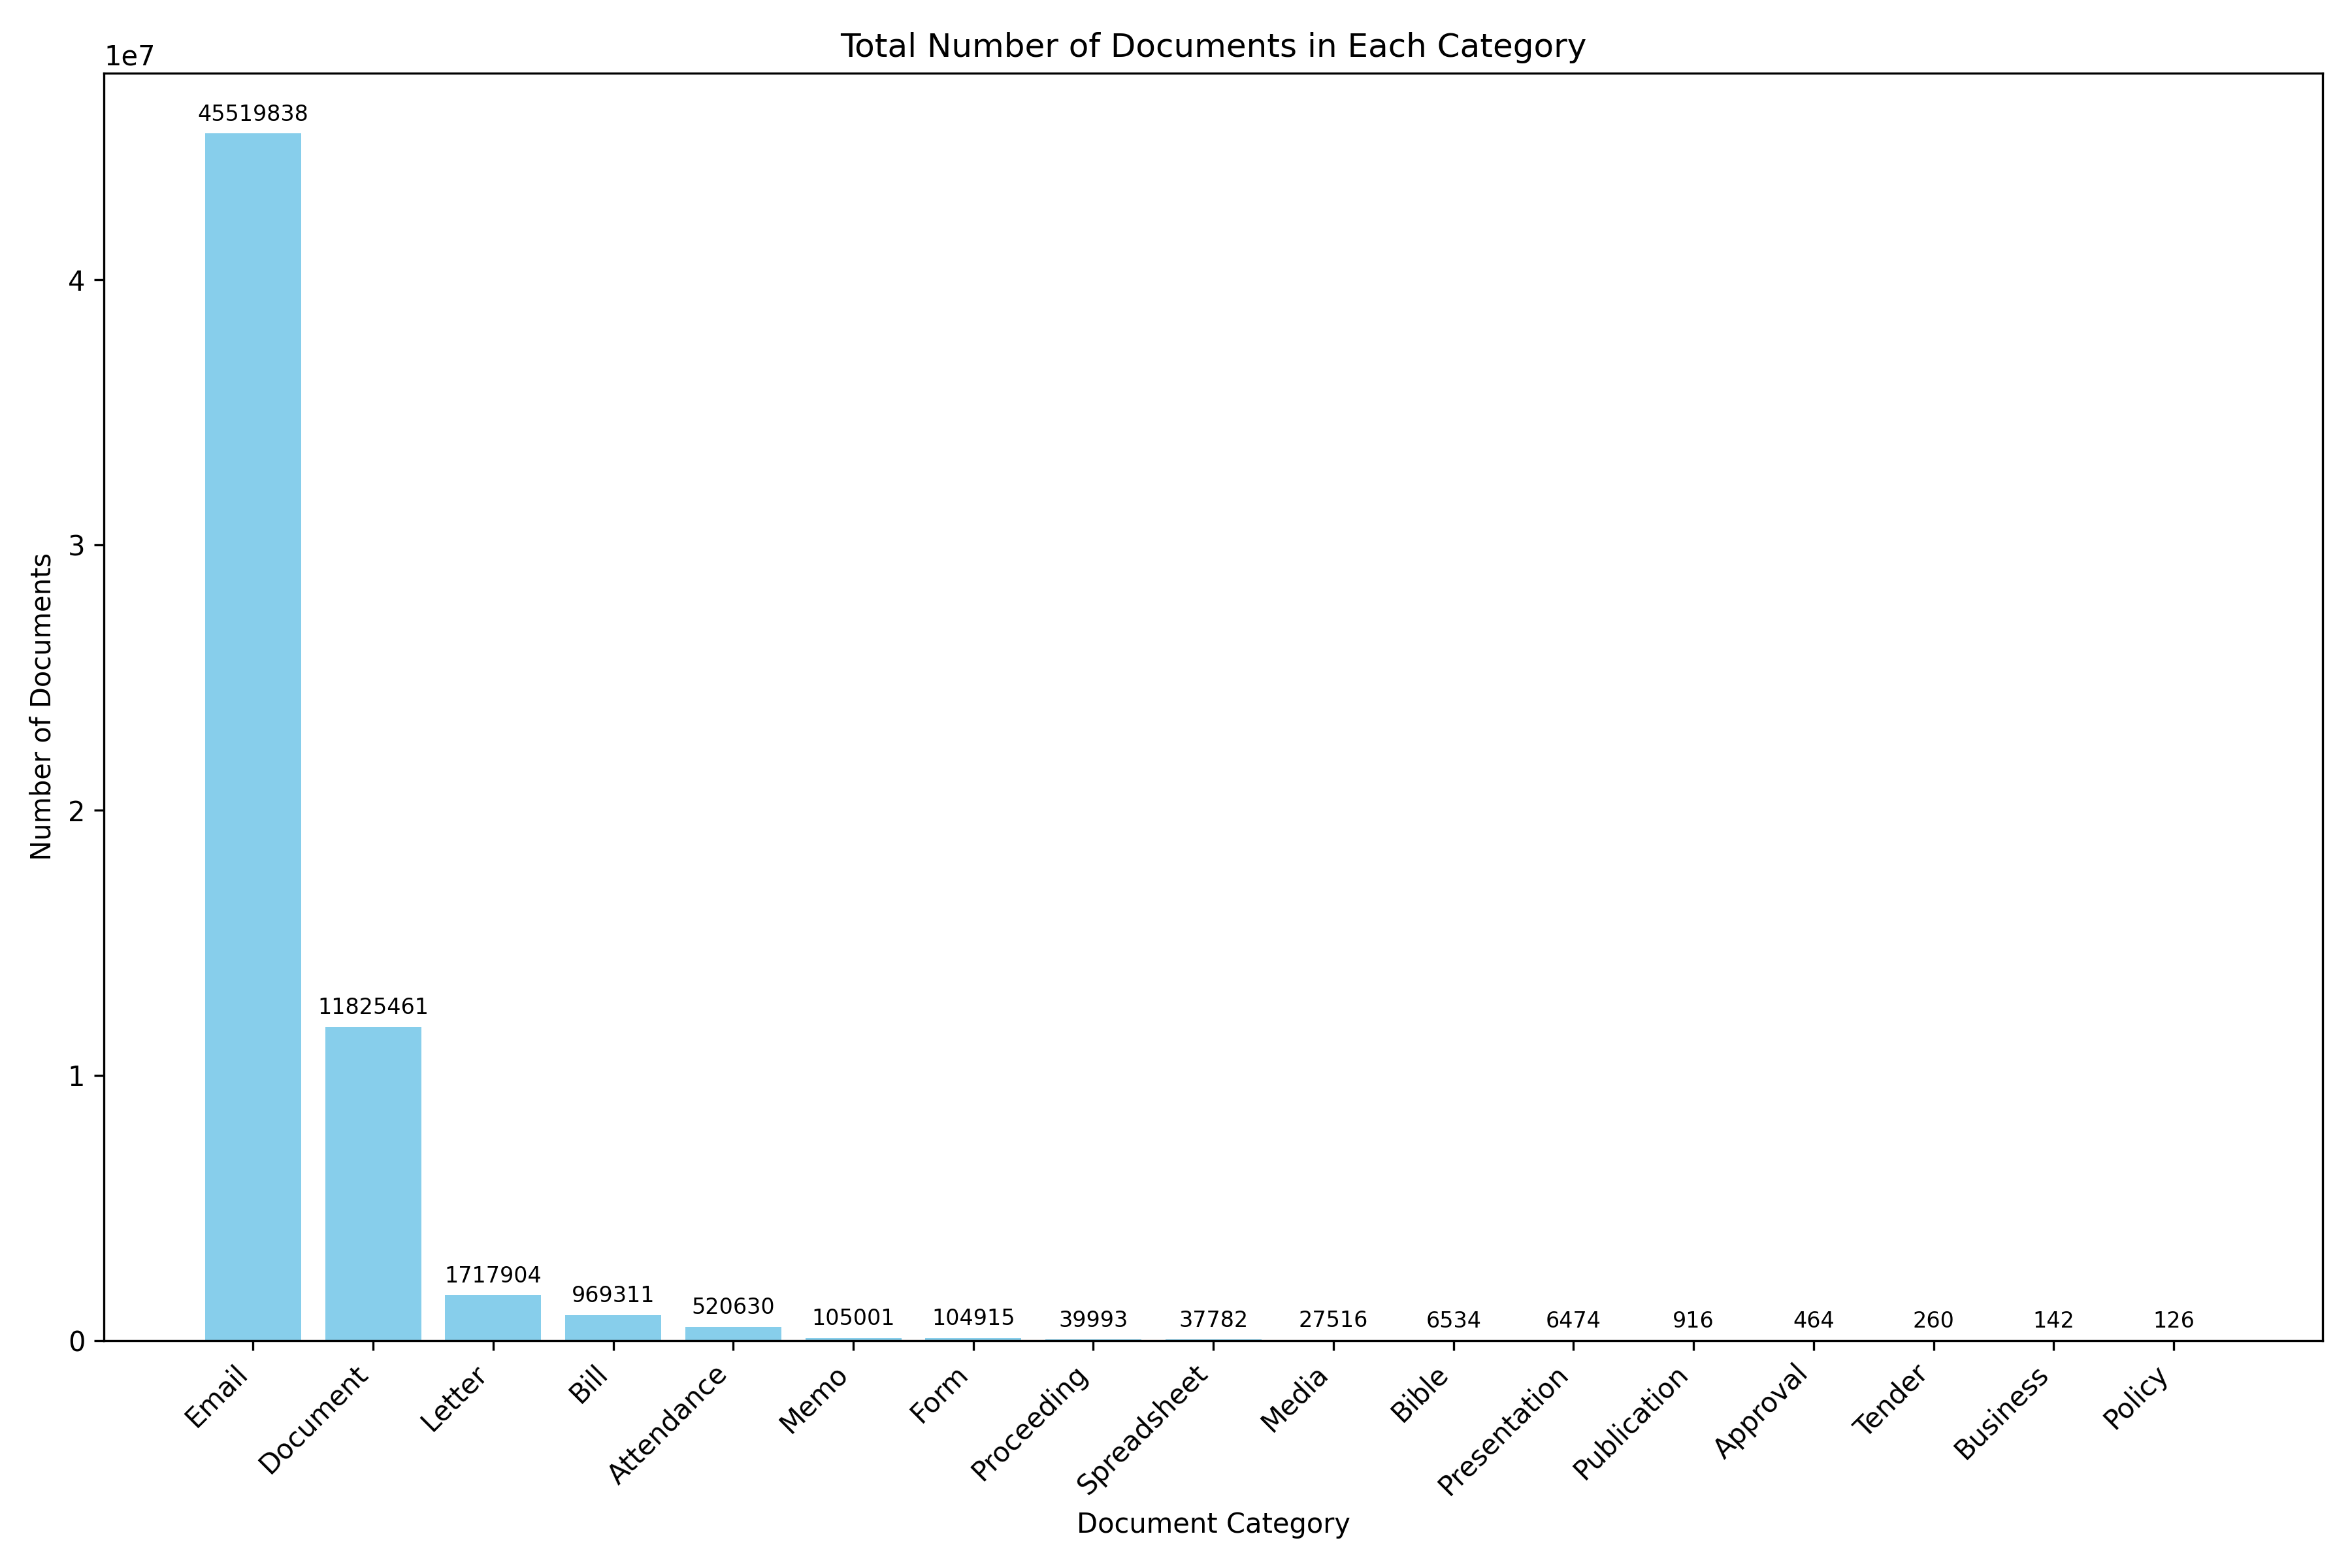 Total Number of Documents in Each Category
1e7
Number of Documents
4
3
2
1
0
45519838
11825461
1717904
969311
520630
105001
104915
39993
37782
27516
6534
6474
916
464
260
142
126
Email
Document
Letter
Bill
Attendance
Memo
Form
Proceeding
Spreadsheet
Media
Bible
Presentation
Publication
Approval
Tender
Business
Policy
Document Category